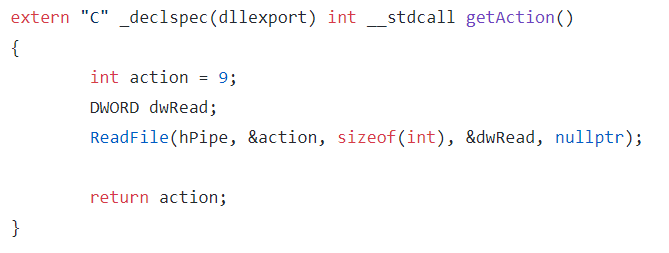 extern "C" _declspec(dllexport) int __stdcall getAction()
{
        int action = 9;
        DWORD dwRead;
        ReadFile(hPipe, &action, sizeof(int), &dwRead, nullptr);

        return action;
}